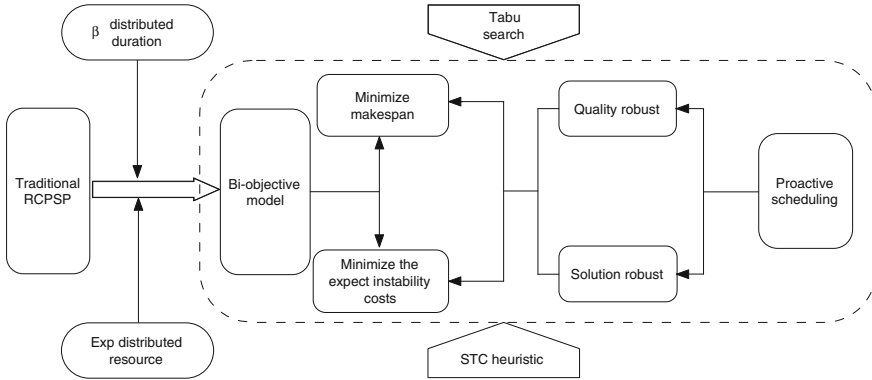 β distributed
duration
Tabu
search
Traditional
RCPSP
Bi-objective
model
Minimize
makespan
Minimize the
expect instability
costs
Quality robust
Solution robust
Proactive
scheduling
Exp distributed
resource
STC heuristic